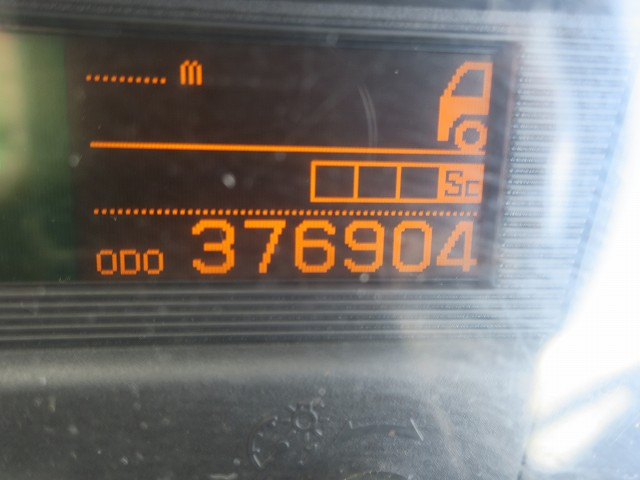 ......... m
Sc
ODO 376904